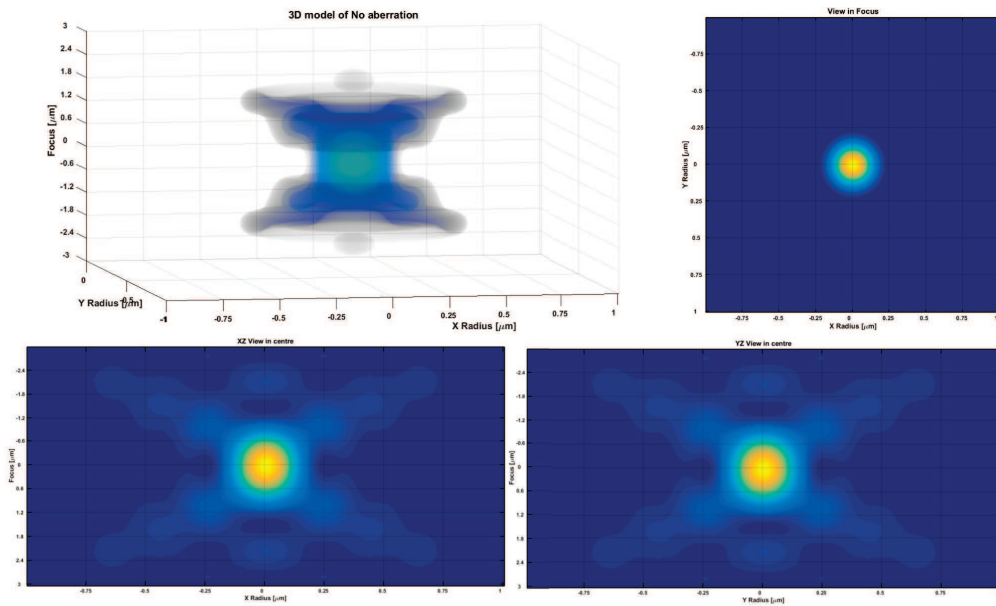 3D model of No aberration
3
2.4
1.8
1.2
0.6
0
-0.6
-1.2
-1.8
-2.4
-3
Focus [μm]
0
-0.5
-1
Y Radius [μm]
-1 -0.75 -0.5 -0.25 0 0.25 0.5 0.75 1
X Radius [μm]
View in Focus
-0.75
-0.5
-0.25
0
0.25
0.5
0.75
1
Y Radius [μm]
-0.75 -0.5 -0.25 0 0.25 0.5 0.75 1
X Radius [μm]
XZ View in centre
-2.4
-1.8
-1.2
-0.6
0
0.6
1.2
1.8
2.4
3
Focus [μm]
-0.75 -0.5 -0.25 0 0.25 0.5 0.75 1
X Radius [μm]
YZ View in centre
-2.4
-1.8
-1.2
-0.6
0
0.6
1.2
1.8
2.4
3
Focus [μm]
-0.75 -0.5 -0.25 0 0.25 0.5 0.75 1
Y Radius [μm]